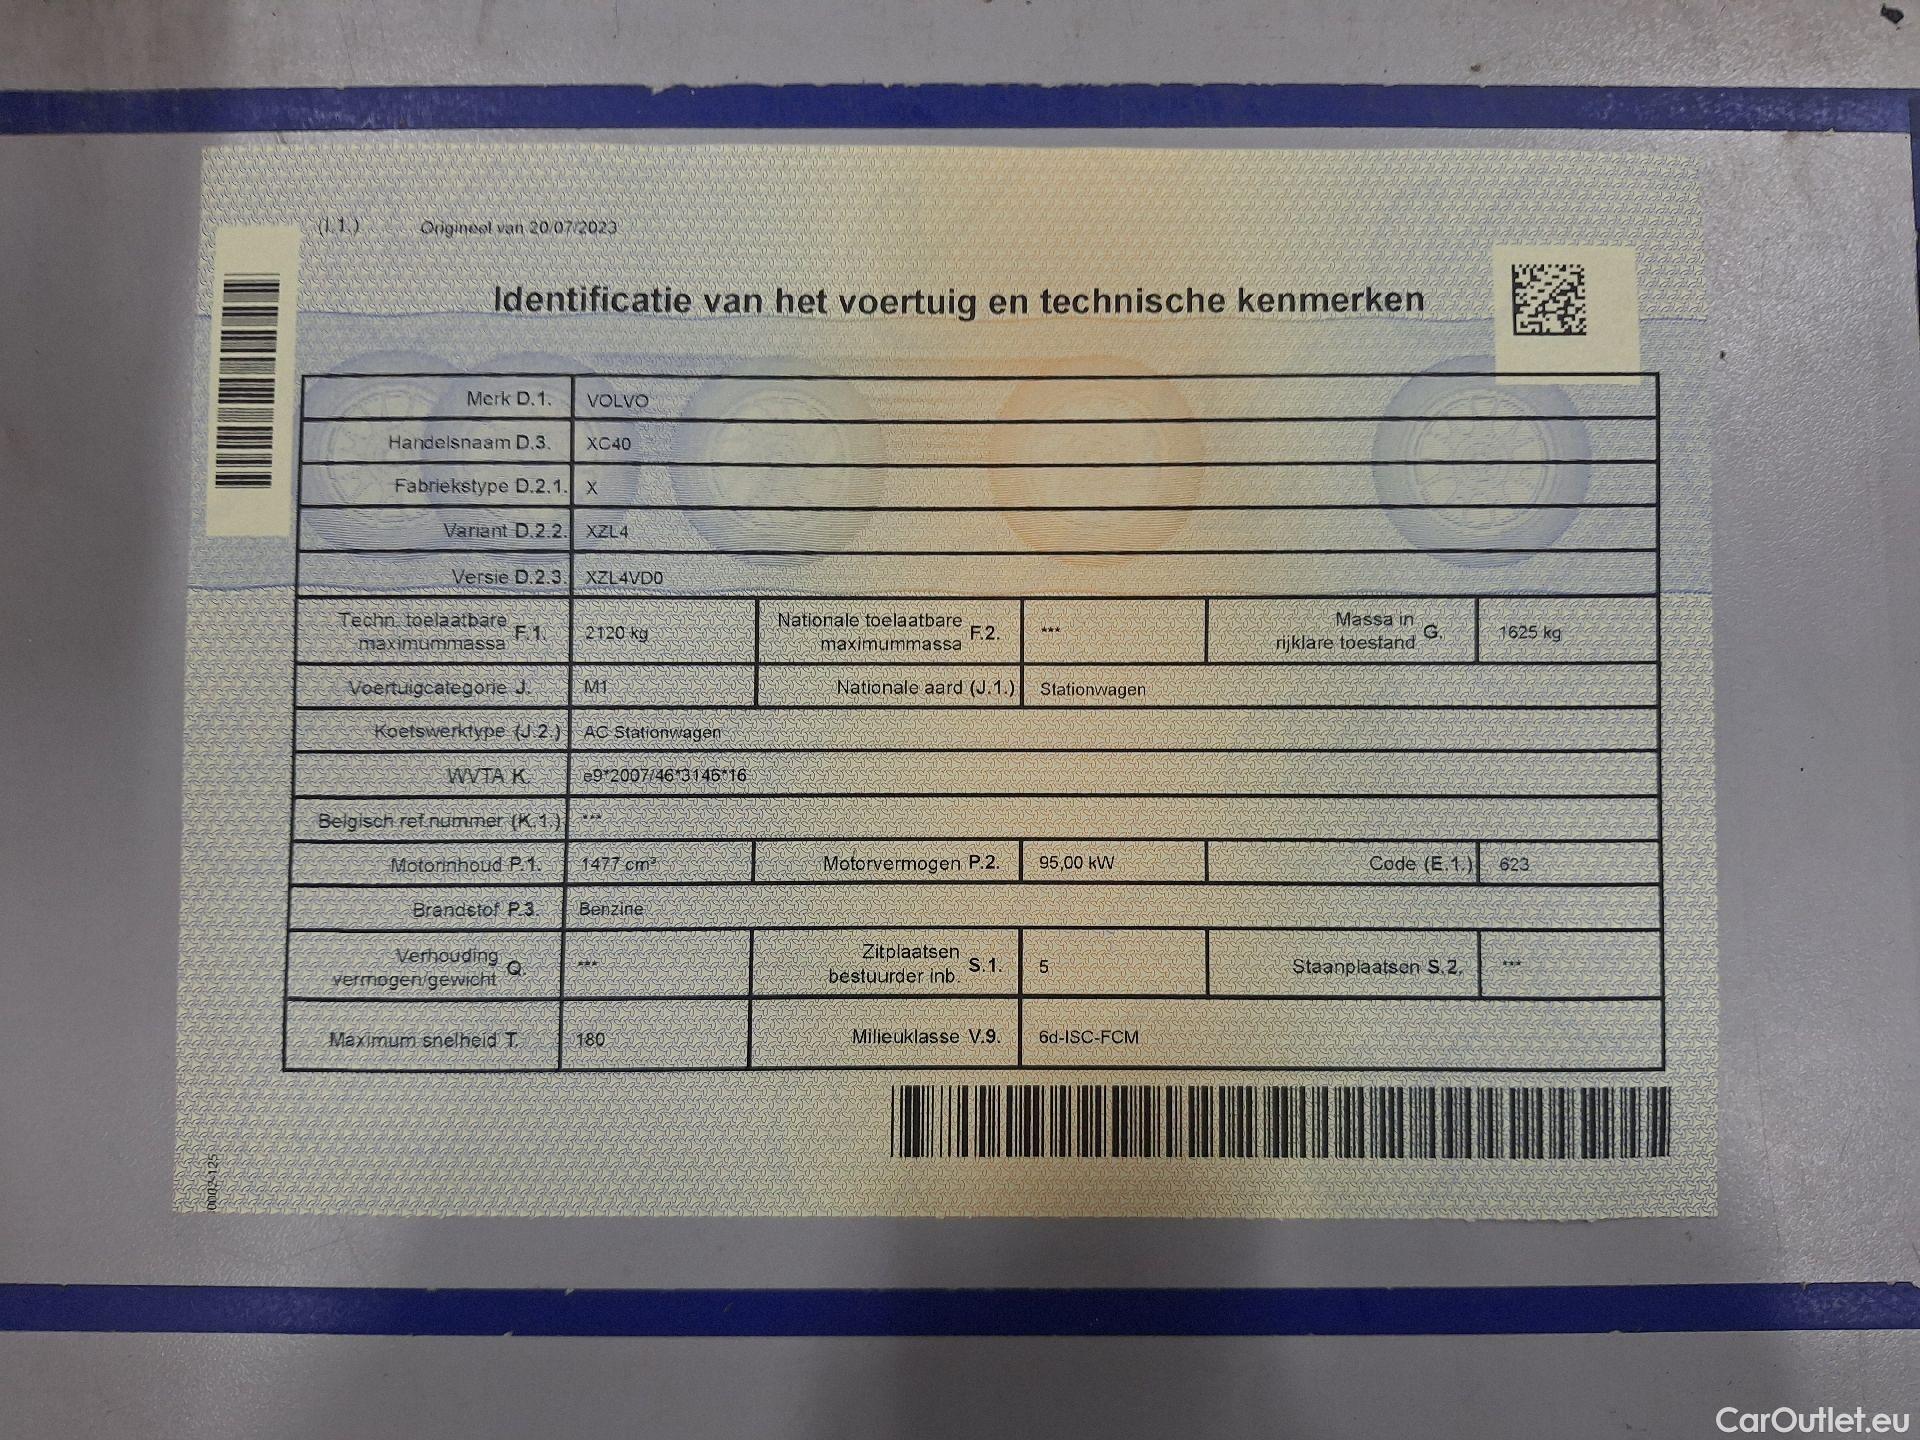 (I.1.) Origineel van 20/07/2023
Identificatie van het voertuig en technische kenmerken
Merk D.1. VOLVO
Handelsnaam D.3. XC40
Fabriekstype D.2.1. X
Variant D.2.2. XZL4
Versie D.2.3. XZL4VD0
Techn. toelaatbare maximummassa F.1. 2120 kg Nationale toelaatbare maximummassa F.2. *** Massa in rijklare toestand G. 1625 kg
Voertuigcategorie J. M1 Nationale aard (J.1.) Stationwagen
Koetswerktype (J.2.) AC Stationwagen
WVTA K. e9*2007/46*3146*16
Belgisch ref.nummer (K.1.) ***
Motorinhoud P.1. 1477 cm³ Motorvermogen P.2. 95,00 kW Code (E.1.) 623
Brandstof P.3. Benzine
Verhouding vermogen/gewicht Q. *** Zitplaatsen bestuurder inb. S.1. 5 Staanplaatsen S.2. ***
Maximum snelheid T. 180 Milieuklasse V.9. 6d-ISC-FCM
CarOutlet.eu